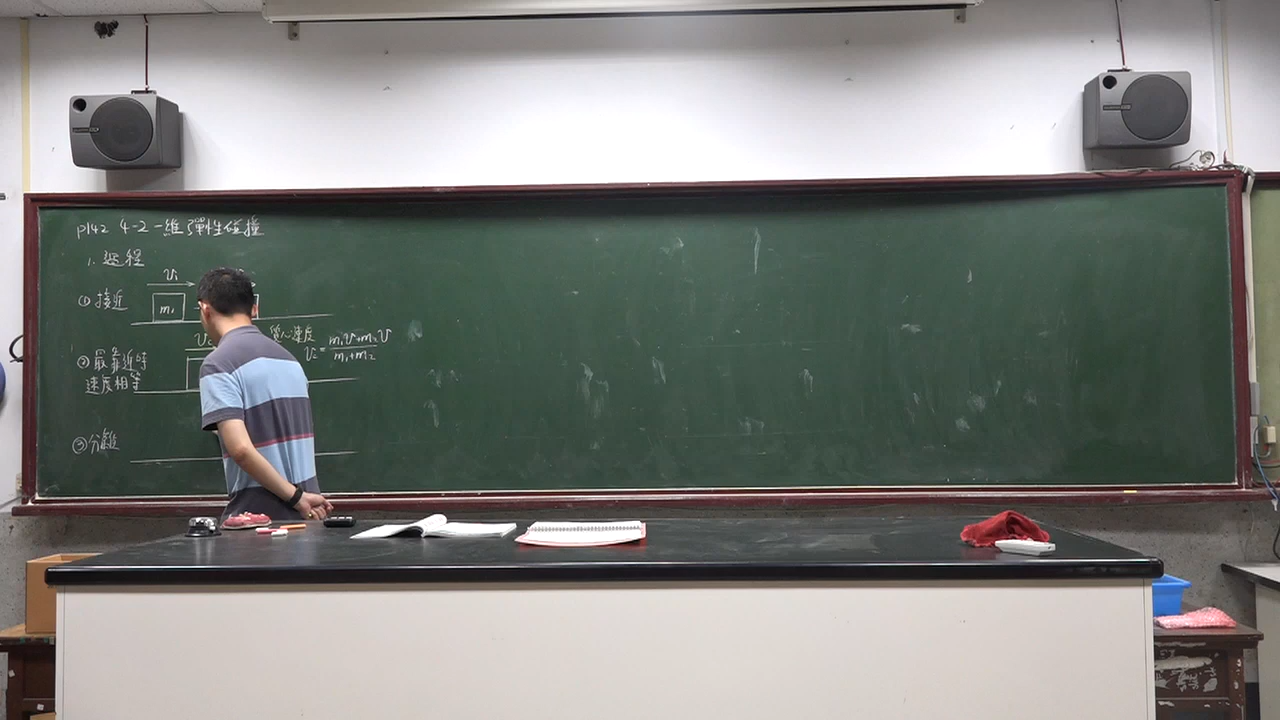 p142 4-2 一維彈性碰撞
1. 過程
v₁
① 接近
m₁
質心速度
② 最靠近時
速度相等
vc = (m₁v₁+m₂v)/(m₁+m₂)
③ 分離